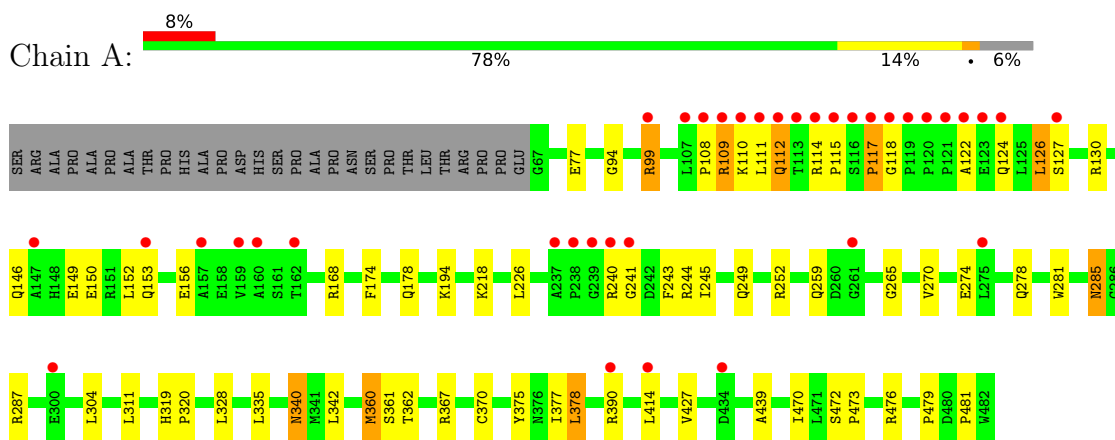 8%
Chain A:
78% 14% • 6%
SER ARG ALA PRO ALA PRO ALA THR PRO HIS ALA PRO ASP HIS SER PRO ALA PRO ASN SER PRO THR LEU THR ARG PRO PRO GLU G67 E77 G94 R99 L107 P108 R109 K110 L111 Q112 T113 R114 P115 S116 P117 G118 P119 P120 P121 A122 E123 Q124 L125 L126 S127 R130
Q146 A147 H148 E149 E150 R151 L152 Q153 E156 A157 E158 V159 A160 S161 T162 R168 F174 Q178 K194 K218 L226 A237 P238 G239 R240 G241 D242 F243 R244 I245 Q249 R252 Q259 D260 G261 G265 V270 E274 L275 Q278 W281 N285 G286
R287 E300 L304 L311 H319 P320 L328 L335 N340 M341 L342 M360 S361 T362 R367 C370 Y375 N376 I377 L378 R390 L414 V427 D434 A439 I470 L471 S472 P473 R476 P479 D480 P481 W482